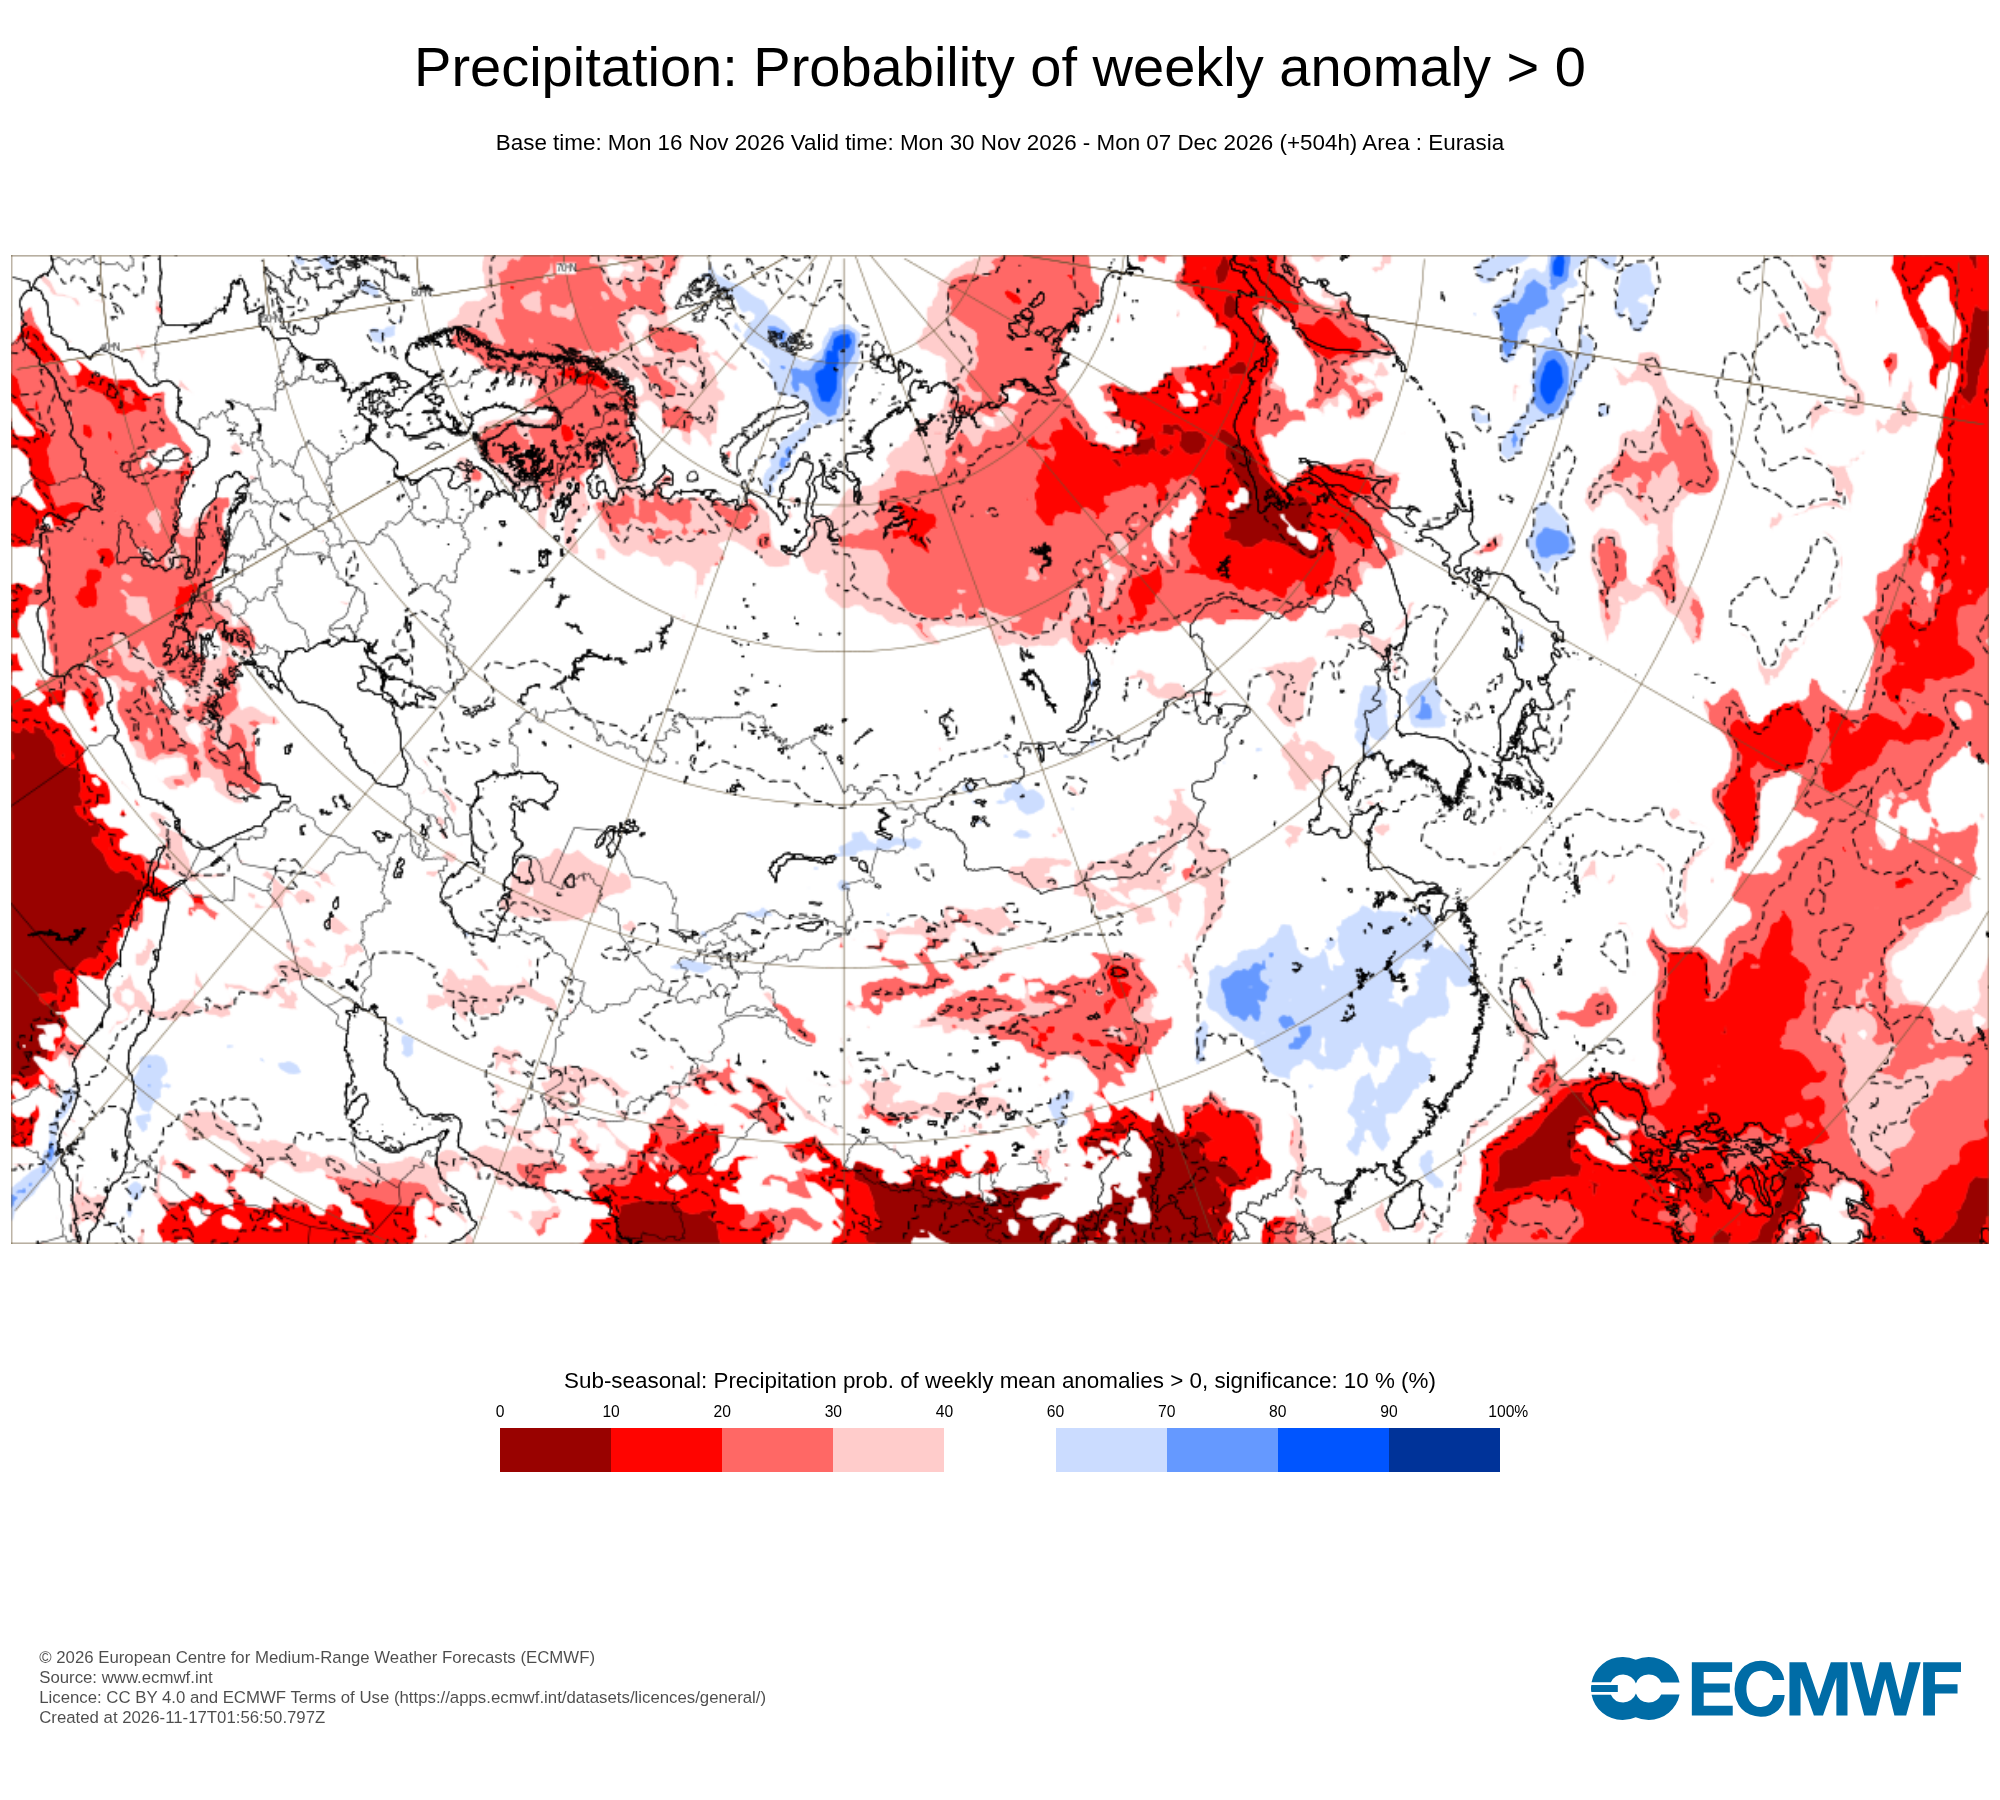 Precipitation: Probability of weekly anomaly > 0
Base time: Mon 16 Nov 2026 Valid time: Mon 30 Nov 2026 - Mon 07 Dec 2026 (+504h) Area : Eurasia
70°N
60°N
Sub-seasonal: Precipitation prob. of weekly mean anomalies > 0, significance: 10 % (%)
0 10 20 30 40 60 70 80 90 100%
© 2026 European Centre for Medium-Range Weather Forecasts (ECMWF)
Source: www.ecmwf.int
Licence: CC BY 4.0 and ECMWF Terms of Use (https://apps.ecmwf.int/datasets/licences/general/)
Created at 2026-11-17T01:56:50.797Z
ECMWF